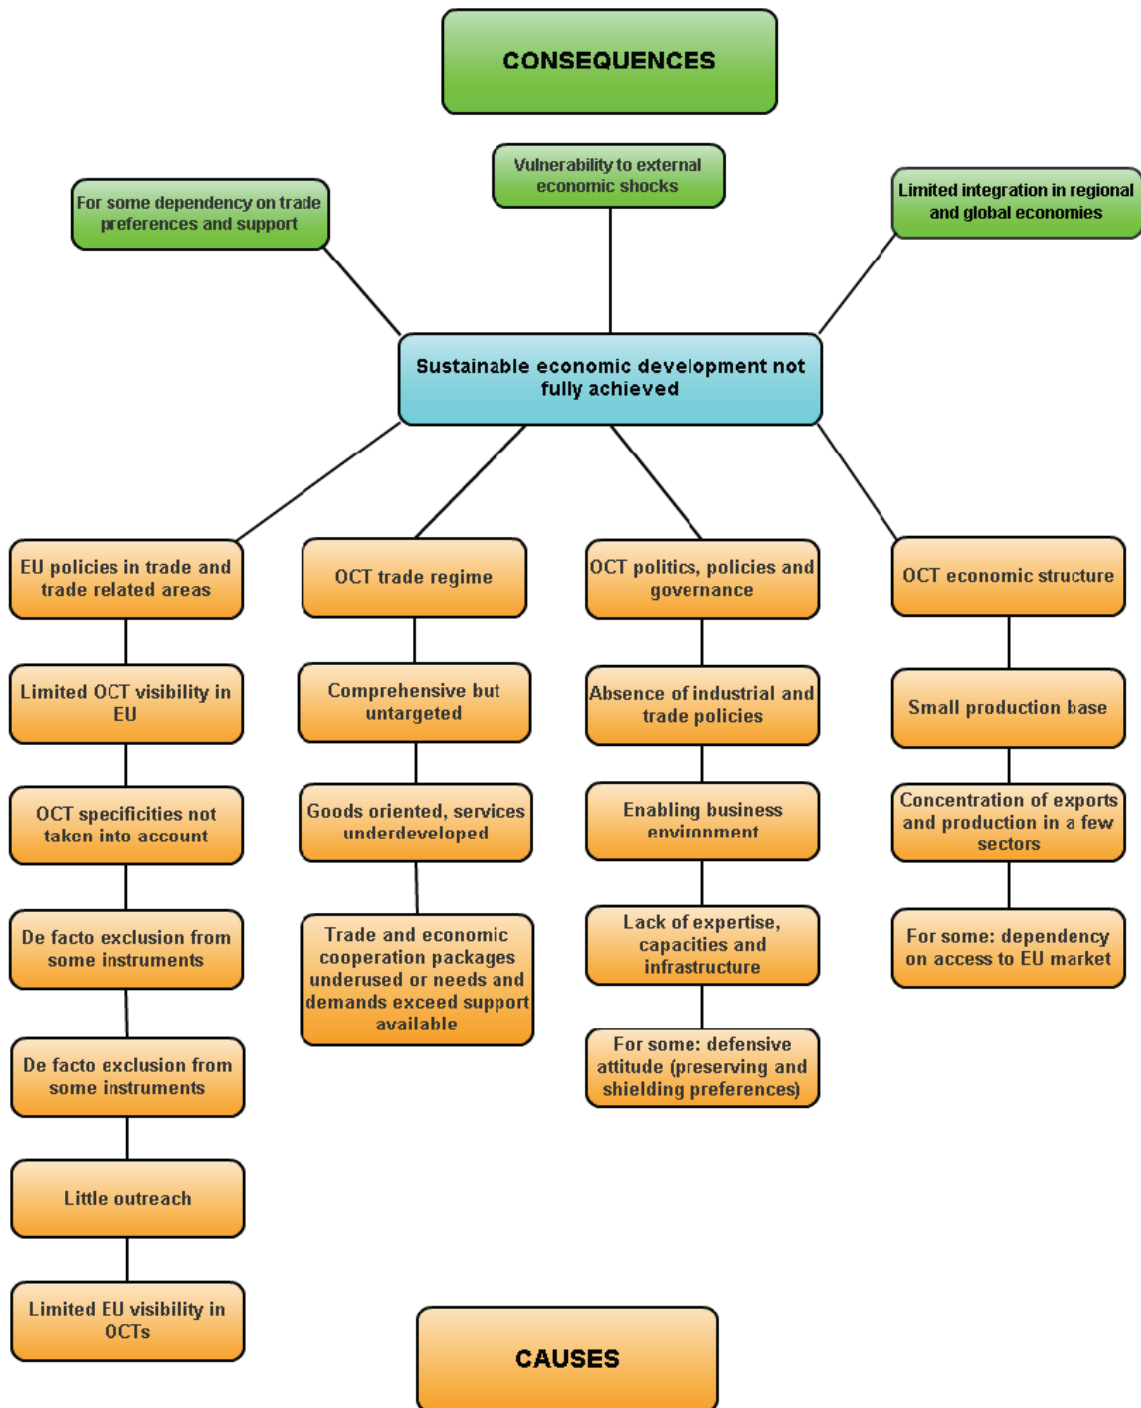 CONSEQUENCES
For some dependency on trade
preferences and support
Vulnerability to external
economic shocks
Limited integration in regional
and global economies
Sustainable economic development not
fully achieved
EU policies in trade and
trade related areas
Limited OCT visibility in
EU
OCT specificities not
taken into account
De facto exclusion from
some instruments
De facto exclusion from
some instruments
Little outreach
Limited EU visibility in
OCTs
OCT trade regime
Comprehensive but
untargeted
Goods oriented, services
underdeveloped
Trade and economic
cooperation packages
underused or needs and
demands exceed support
available
OCT politics, policies and
governance
Absence of industrial and
trade policies
Enabling business
environment
Lack of expertise,
capacities and
infrastructure
For some: defensive
attitude (preserving and
shielding preferences)
OCT economic structure
Small production base
Concentration of exports
and production in a few
sectors
For some: dependency
on access to EU market
CAUSES